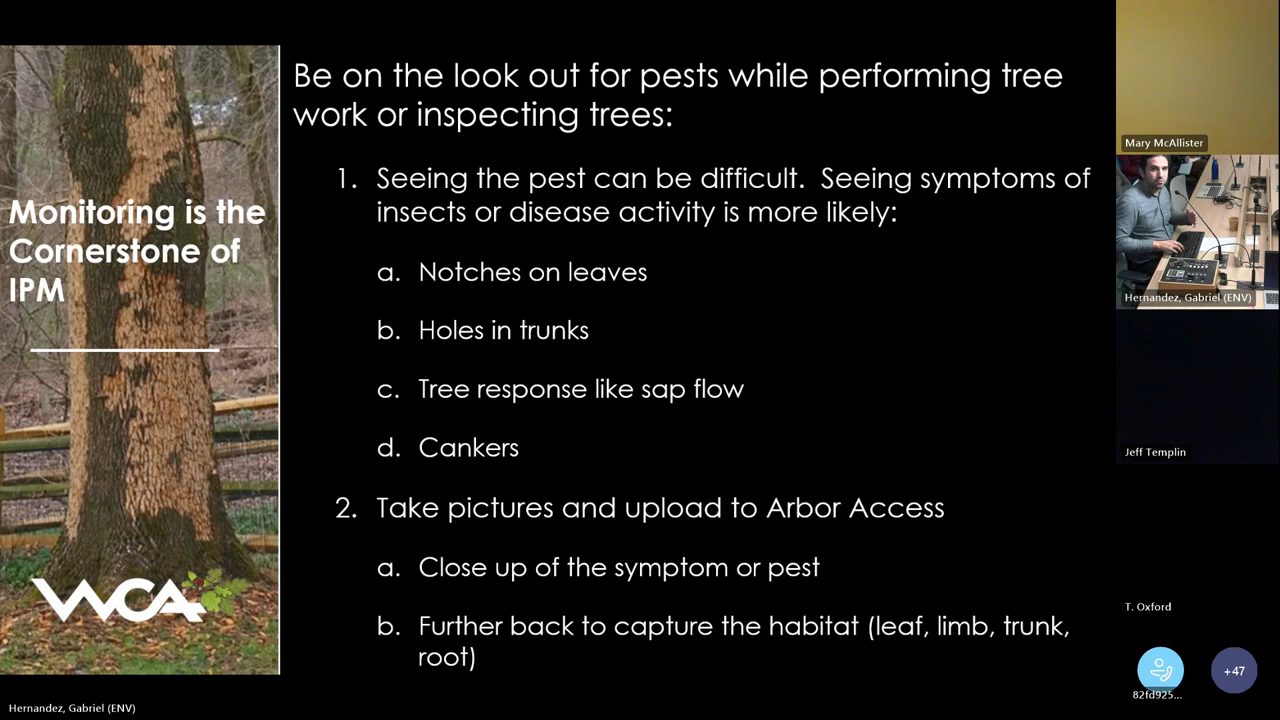 Monitoring is the
Cornerstone of
IPM
WCA
Be on the look out for pests while performing tree
work or inspecting trees:
1. Seeing the pest can be difficult. Seeing symptoms of
insects or disease activity is more likely:
a. Notches on leaves
b. Holes in trunks
c. Tree response like sap flow
d. Cankers
2. Take pictures and upload to Arbor Access
a. Close up of the symptom or pest
b. Further back to capture the habitat (leaf, limb, trunk,
root)
Mary McAllister
Hernandez, Gabriel (ENV)
Jeff Templin
T. Oxford
82fd925...
+47
Hernandez, Gabriel (ENV)